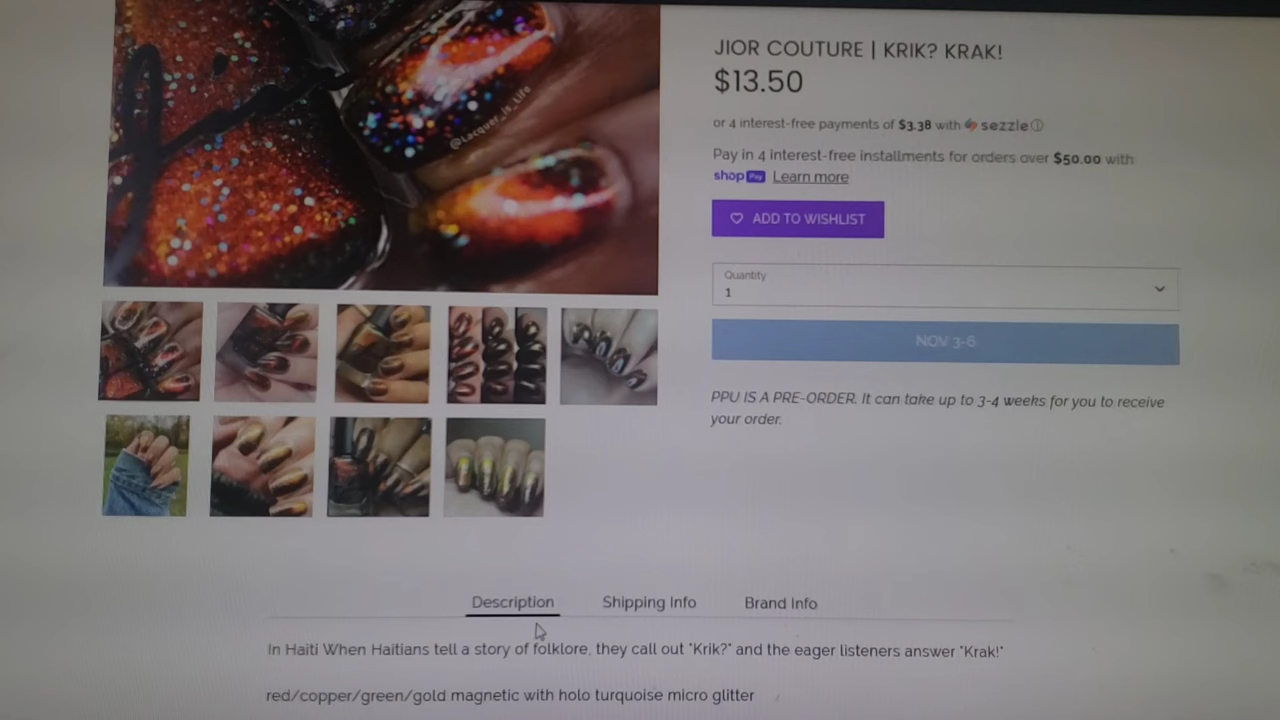 @Lacquer_is_Life
JIOR COUTURE | KRIK? KRAK!
$13.50
or 4 interest-free payments of $3.38 with sezzle
Pay in 4 interest-free installments for orders over $50.00 with
shop Pay Learn more
ADD TO WISHLIST
Quantity
1
NOV 3-6
PPU IS A PRE-ORDER. It can take up to 3-4 weeks for you to receive
your order.
Description Shipping Info Brand Info
In Haiti When Haitians tell a story of folklore, they call out "Krik?" and the eager listeners answer "Krak!"
red/copper/green/gold magnetic with holo turquoise micro glitter